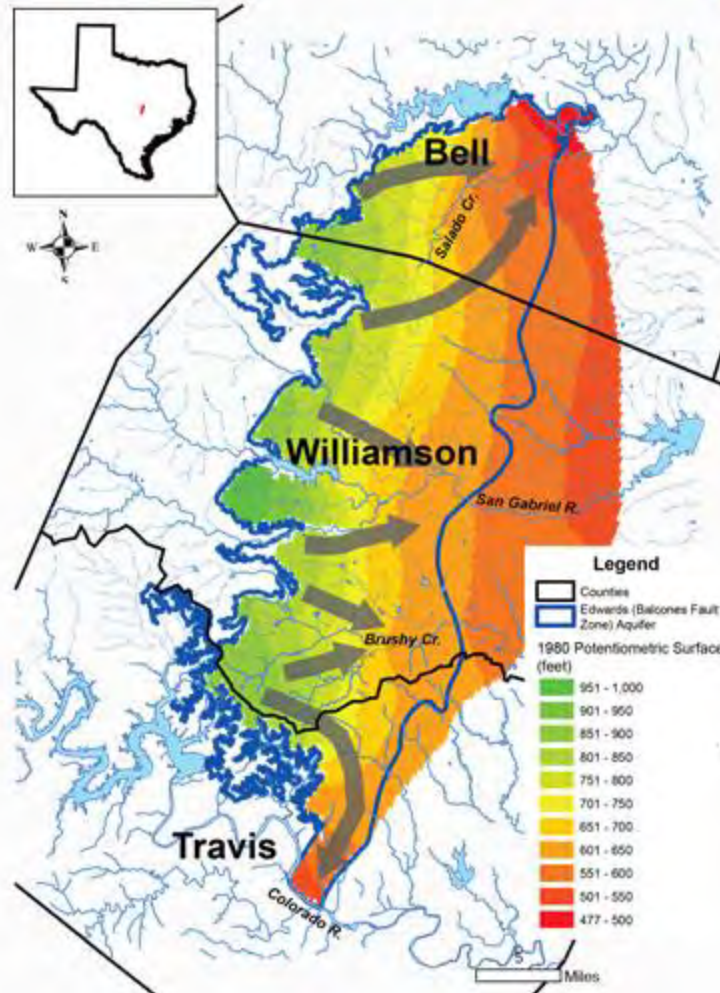 N
W E
S
Bell
Salado Cr.
Williamson
San Gabriel R.
Brushy Cr.
Travis
Colorado R.
Legend
Counties
Edwards (Balcones Fault
Zone) Aquifer
1980 Potentiometric Surface
(feet)
951 - 1,000
901 - 950
851 - 900
801 - 850
751 - 800
701 - 750
651 - 700
601 - 650
551 - 600
501 - 550
477 - 500
Miles